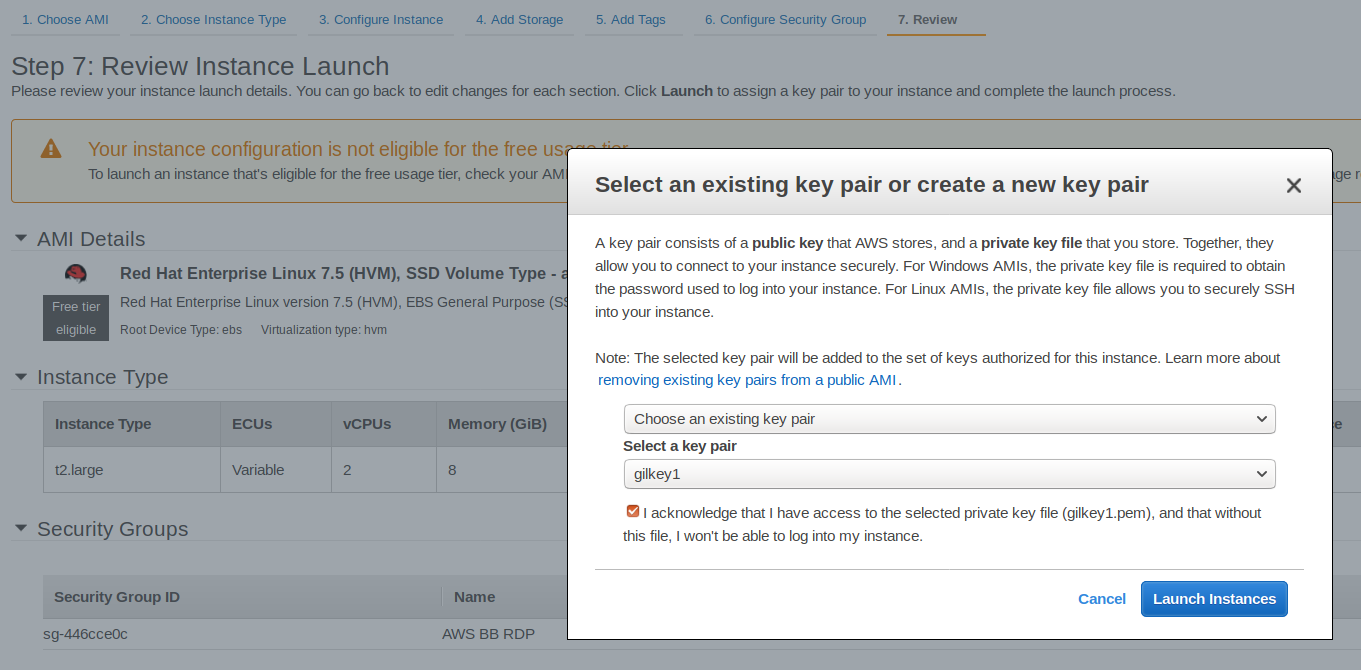 1. Choose AMI 2. Choose Instance Type 3. Configure Instance 4. Add Storage 5. Add Tags 6. Configure Security Group 7. Review
Step 7: Review Instance Launch
Please review your instance launch details. You can go back to edit changes for each section. Click Launch to assign a key pair to your instance and complete the launch process.
Your instance configuration is not eligible for the free usage tier
To launch an instance that's eligible for the free usage tier, check your AMI
AMI Details
Red Hat Enterprise Linux 7.5 (HVM), SSD Volume Type -
Free tier
eligible
Red Hat Enterprise Linux version 7.5 (HVM), EBS General Purpose
Root Device Type: ebs Virtualization type: hvm
Instance Type
Instance Type ECUs vCPUs Memory (GiB)
t2.large Variable 2 8
Security Groups
Security Group ID Name
sg-446cce0c AWS BB RDP
Select an existing key pair or create a new key pair
A key pair consists of a public key that AWS stores, and a private key file that you store. Together, they
allow you to connect to your instance securely. For Windows AMIs, the private key file is required to obtain
the password used to log into your instance. For Linux AMIs, the private key file allows you to securely SSH
into your instance.
Note: The selected key pair will be added to the set of keys authorized for this instance. Learn more about
removing existing key pairs from a public AMI.
Choose an existing key pair
Select a key pair
gilkey1
I acknowledge that I have access to the selected private key file (gilkey1.pem), and that without
this file, I won't be able to log into my instance.
Cancel Launch Instances